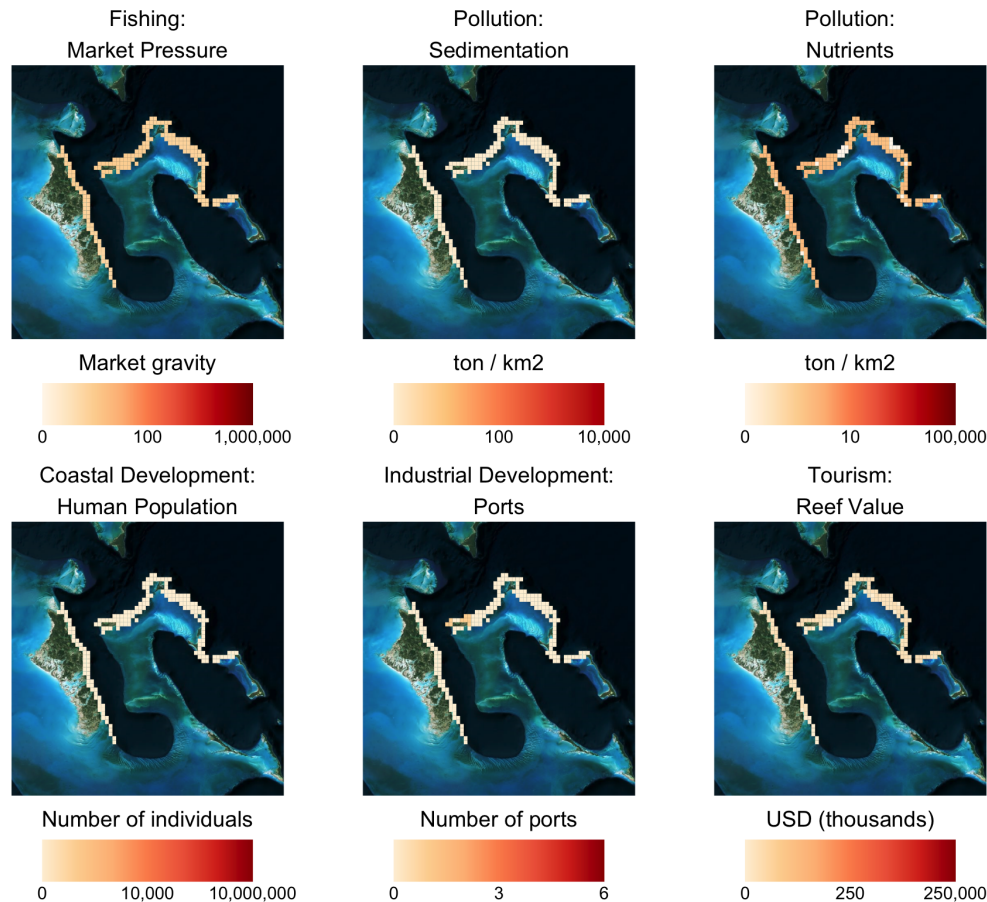 Fishing:
Market Pressure
Pollution:
Sedimentation
Pollution:
Nutrients
Market gravity
0 100 1,000,000
ton / km2
0 100 10,000
ton / km2
0 10 100,000
Coastal Development:
Human Population
Industrial Development:
Ports
Tourism:
Reef Value
Number of individuals
0 10,000 10,000,000
Number of ports
0 3 6
USD (thousands)
0 250 250,000